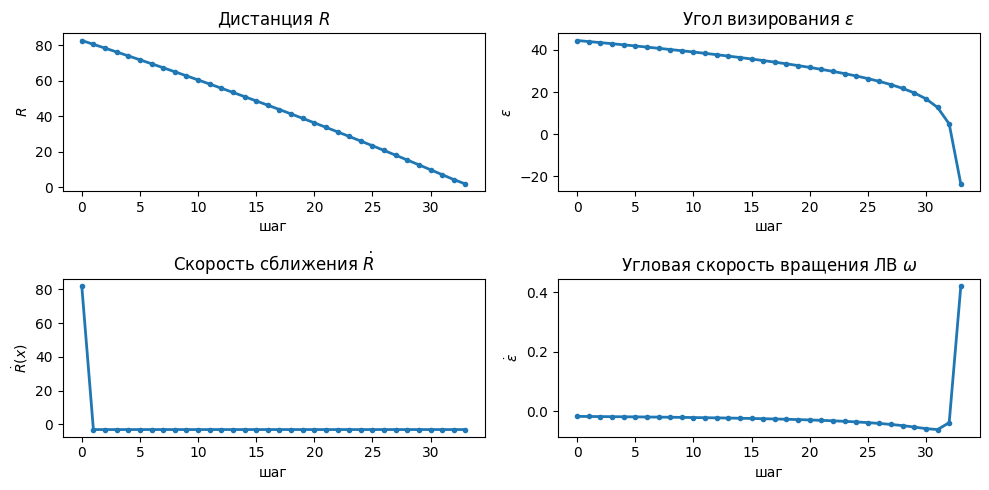 Дистанция R
80
60
40
20
0
R
0 5 10 15 20 25 30
шаг
Угол визирования ε
40
20
0
−20
ε
0 5 10 15 20 25 30
шаг
Скорость сближения Ṙ
80
60
40
20
0
Ṙ(x)
0 5 10 15 20 25 30
шаг
Угловая скорость вращения ЛВ ω
0.4
0.2
0.0
ε̇
0 5 10 15 20 25 30
шаг